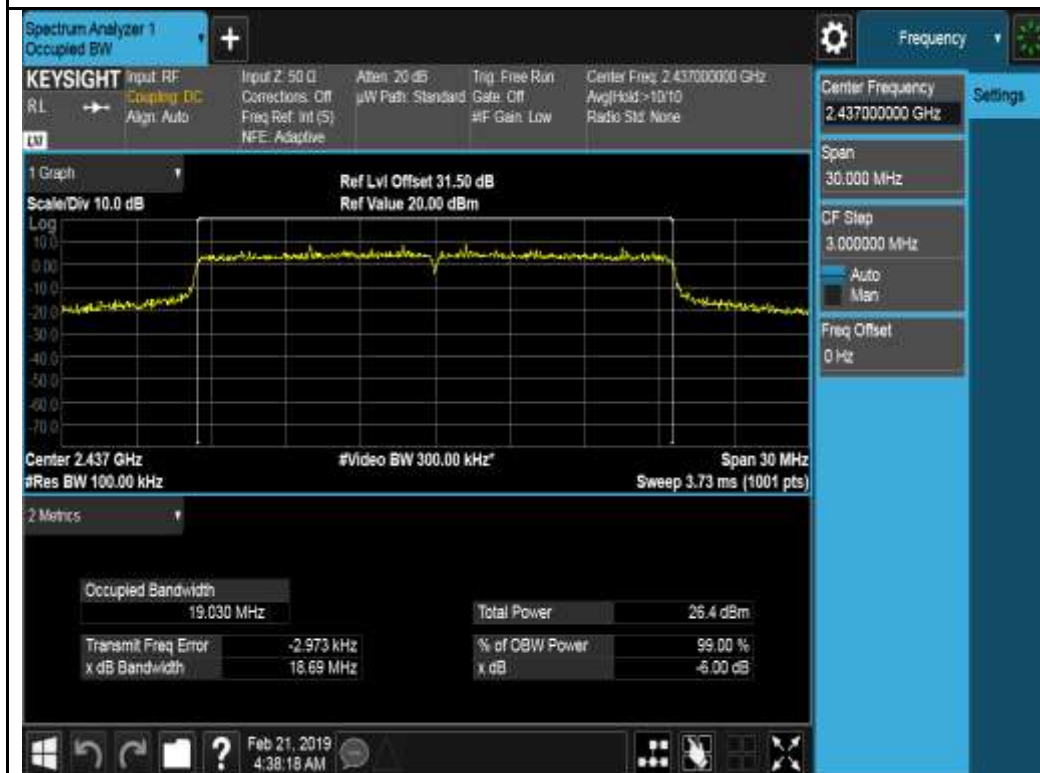 Spectrum Analyzer 1
Occupied BW
Frequency
KEYSIGHT
Input: RF
Coupling: DC
Align: Auto
RL
Input Z: 50 Ω
Corrections: Off
Freq Ref: Int (S)
NFE: Adaptive
Atten: 20 dB
µW Path: Standard
Trig: Free Run
Gate: Off
#IF Gain: Low
Center Freq: 2.437000000 GHz
Avg|Hold:>10/10
Radio Std: None
Center Frequency
2.437000000 GHz
Settings
Span
30.000 MHz
CF Step
3.000000 MHz
Auto
Man
Freq Offset
0 Hz
1 Graph
Ref Lvl Offset 31.50 dB
Scale/Div 10.0 dB
Ref Value 20.00 dBm
Log
10.0
0.00
-10.0
-20.0
-30.0
-40.0
-50.0
-60.0
-70.0
Center 2.437 GHz
#Video BW 300.00 kHz*
Span 30 MHz
#Res BW 100.00 kHz
Sweep 3.73 ms (1001 pts)
2 Metrics
Occupied Bandwidth
19.030 MHz
Total Power 26.4 dBm
Transmit Freq Error -2.973 kHz
% of OBW Power 99.00 %
x dB Bandwidth 18.69 MHz
x dB -6.00 dB
?
Feb 21, 2019
4:38:18 AM